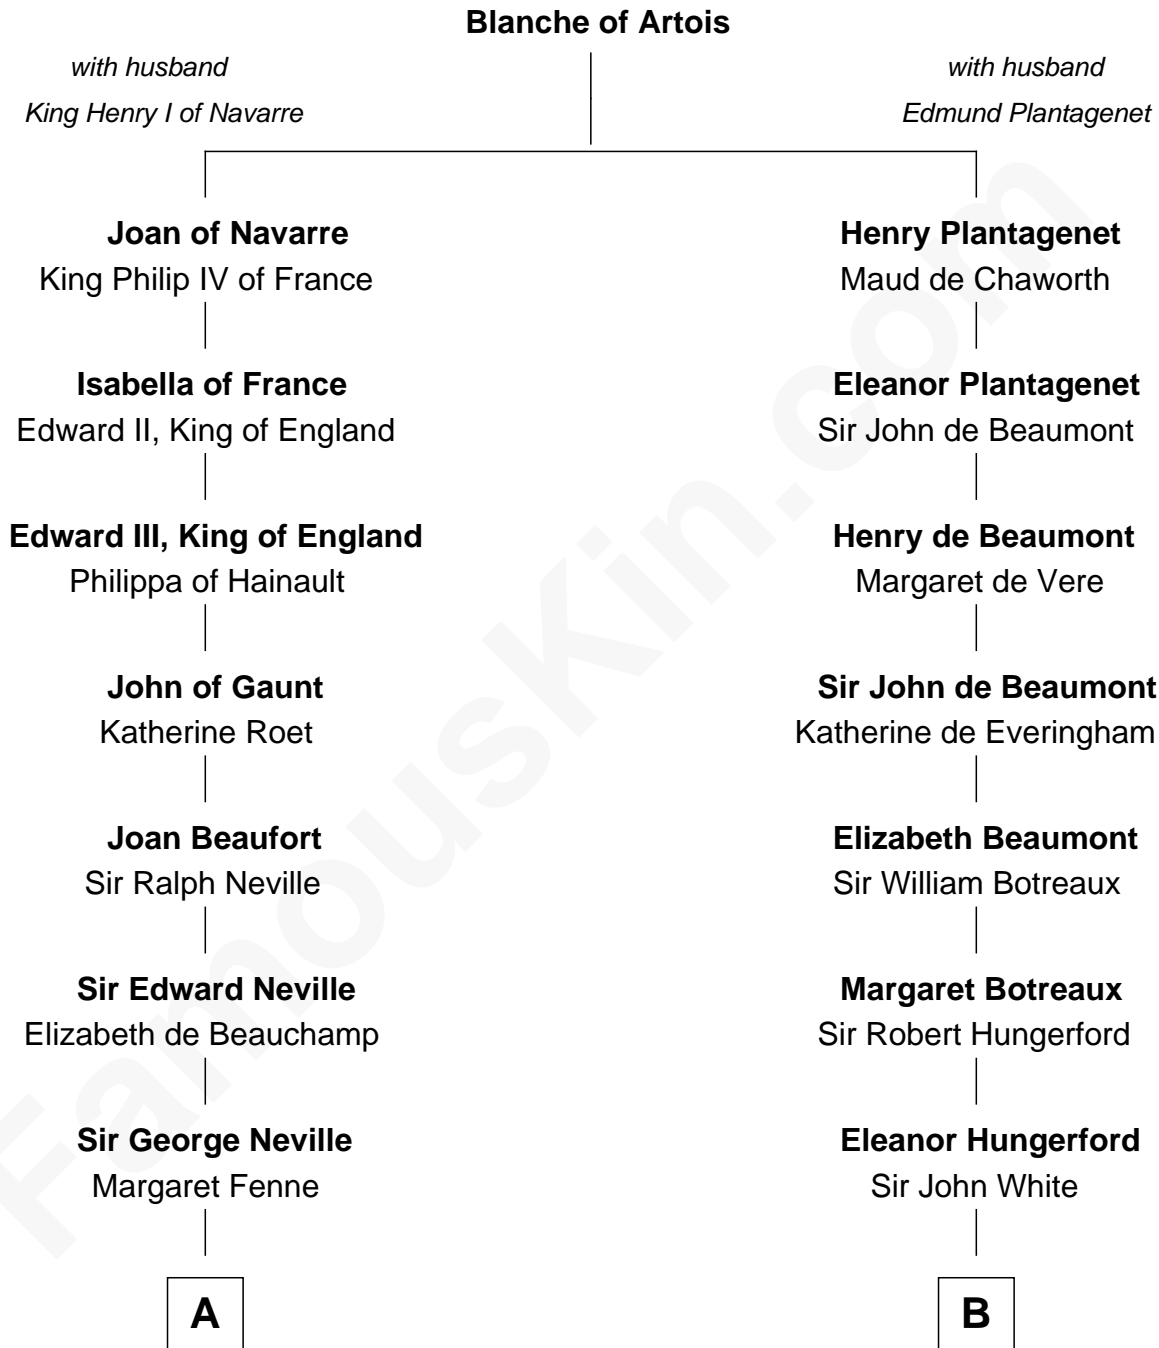 Blanche of Artois
with husband
King Henry I of Navarre
with husband
Edmund Plantagenet
Joan of Navarre
King Philip IV of France
Henry Plantagenet
Maud de Chaworth
Isabella of France
Edward II, King of England
Eleanor Plantagenet
Sir John de Beaumont
Edward III, King of England
Philippa of Hainault
Henry de Beaumont
Margaret de Vere
John of Gaunt
Katherine Roet
Sir John de Beaumont
Katherine de Everingham
Joan Beaufort
Sir Ralph Neville
Elizabeth Beaumont
Sir William Botreaux
Sir Edward Neville
Elizabeth de Beauchamp
Margaret Botreaux
Sir Robert Hungerford
Sir George Neville
Margaret Fenne
Eleanor Hungerford
Sir John White
A
B
FamousKin.com